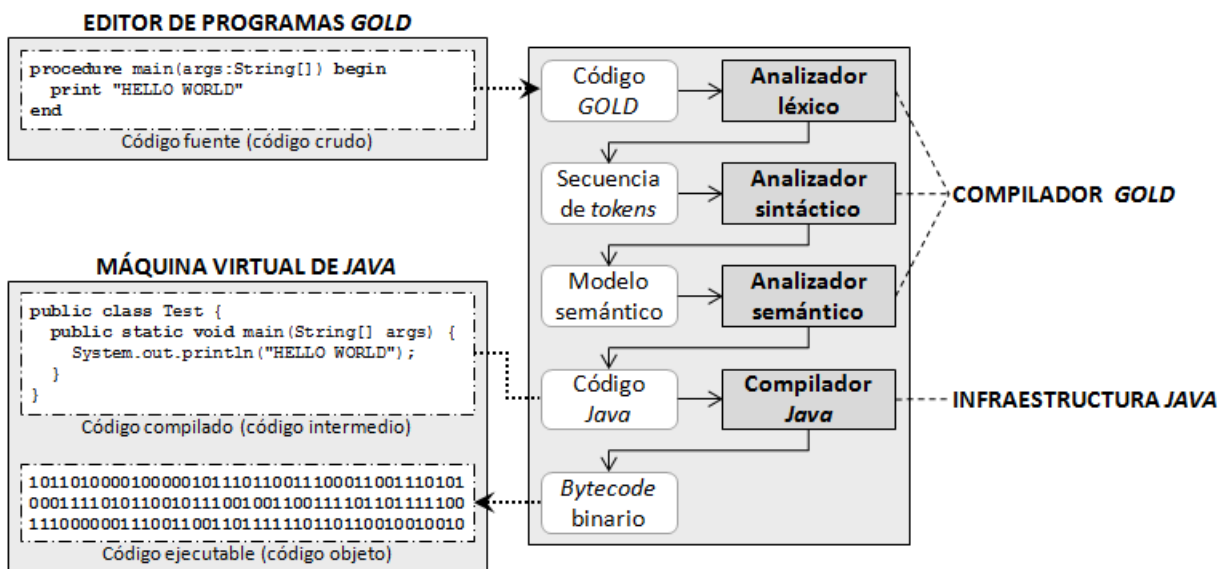 EDITOR DE PROGRAMAS GOLD
procedure main(args:String[]) begin
print "HELLO WORLD"
end
Código fuente (código crudo)
MÁQUINA VIRTUAL DE JAVA
public class Test {
public static void main(String[] args) {
System.out.println("HELLO WORLD");
}
}
Código compilado (código intermedio)
1011010000100000101110110011100011001110101
0001111010110010111001001100111101101111100
1110000001110011001101111110110110010010010
Código ejecutable (código objeto)
Código
GOLD
Analizador
léxico
Secuencia
de tokens
Analizador
sintáctico
Modelo
semántico
Analizador
semántico
Código
Java
Compilador
Java
Bytecode
binario
COMPILADOR GOLD
INFRAESTRUCTURA JAVA